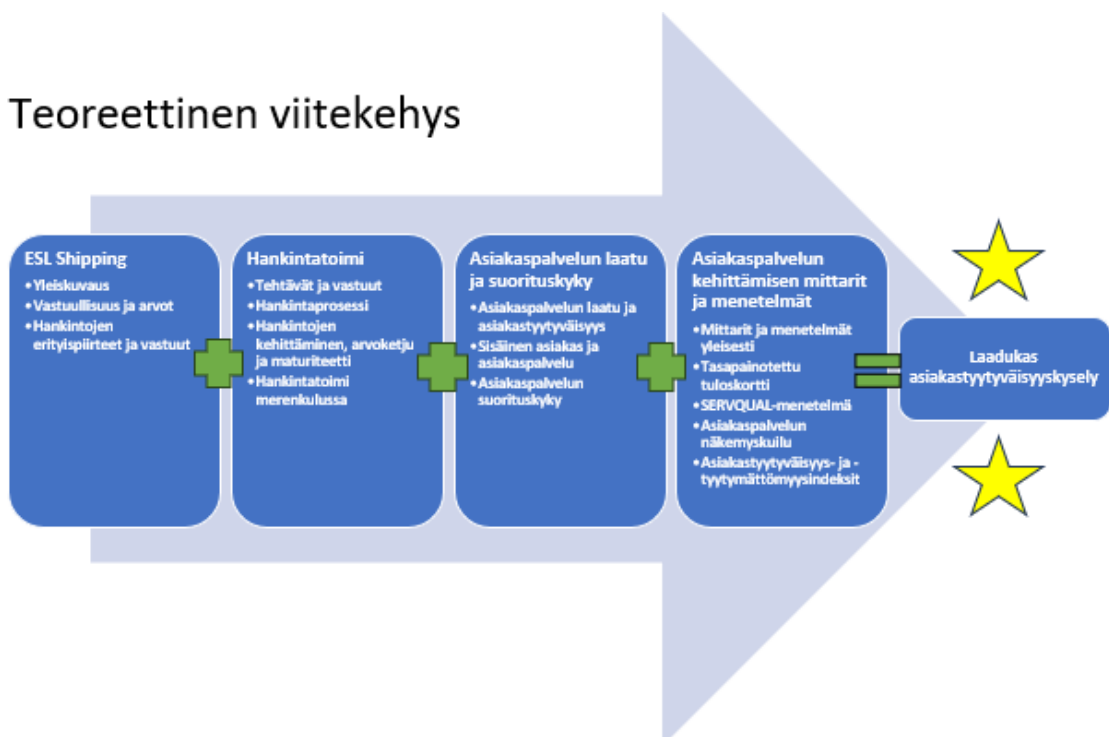 Teoreettinen viitekehys
ESL Shipping
•Yleiskuvaus
•Vastuullisuus ja arvot
•Hankintojen
erityispiirteet ja vastuut
Hankintatoimi
•Tehtävät ja vastuut
•Hankintaprosessi
•Hankintojen
kehittäminen, arvoketju
ja maturiteetti
•Hankintatoimi
merenkulussa
Asiakaspalvelun laatu
ja suorituskyky
•Asiakaspalvelun laatu ja
asiakastyytyväisyys
•Sisäinen asiakas ja
asiakaspalvelu
•Asiakaspalvelun
suorituskyky
Asiakaspalvelun
kehittämisen mittarit
ja menetelmät
•Mittarit ja menetelmät
yleisesti
•Tasapainotettu
tuloskortti
•SERVQUAL-menetelmä
•Asiakaspalvelun
näkemyskuilu
•Asiakastyytyväisyys- ja -
tyytymättömyysindeksit
Laadukas
asiakastyytyväisyyskysely